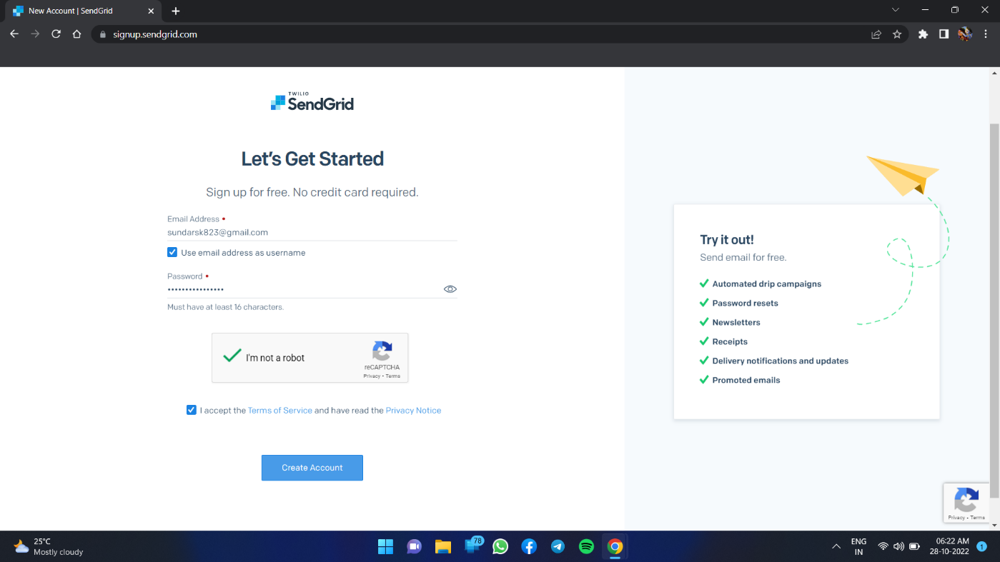 New Account | SendGrid
signup.sendgrid.com
TWILIO
SendGrid
Let's Get Started
Sign up for free. No credit card required.
Email Address •
sundarsk823@gmail.com
Use email address as username
Password •
••••••••••••••••
Must have at least 16 characters.
I'm not a robot
reCAPTCHA
Privacy - Terms
I accept the Terms of Service and have read the Privacy Notice
Create Account
Try it out!
Send email for free.
Automated drip campaigns
Password resets
Newsletters
Receipts
Delivery notifications and updates
Promoted emails
Privacy - Terms
25°C
Mostly cloudy
78
ENG
IN
06:22 AM
28-10-2022
1